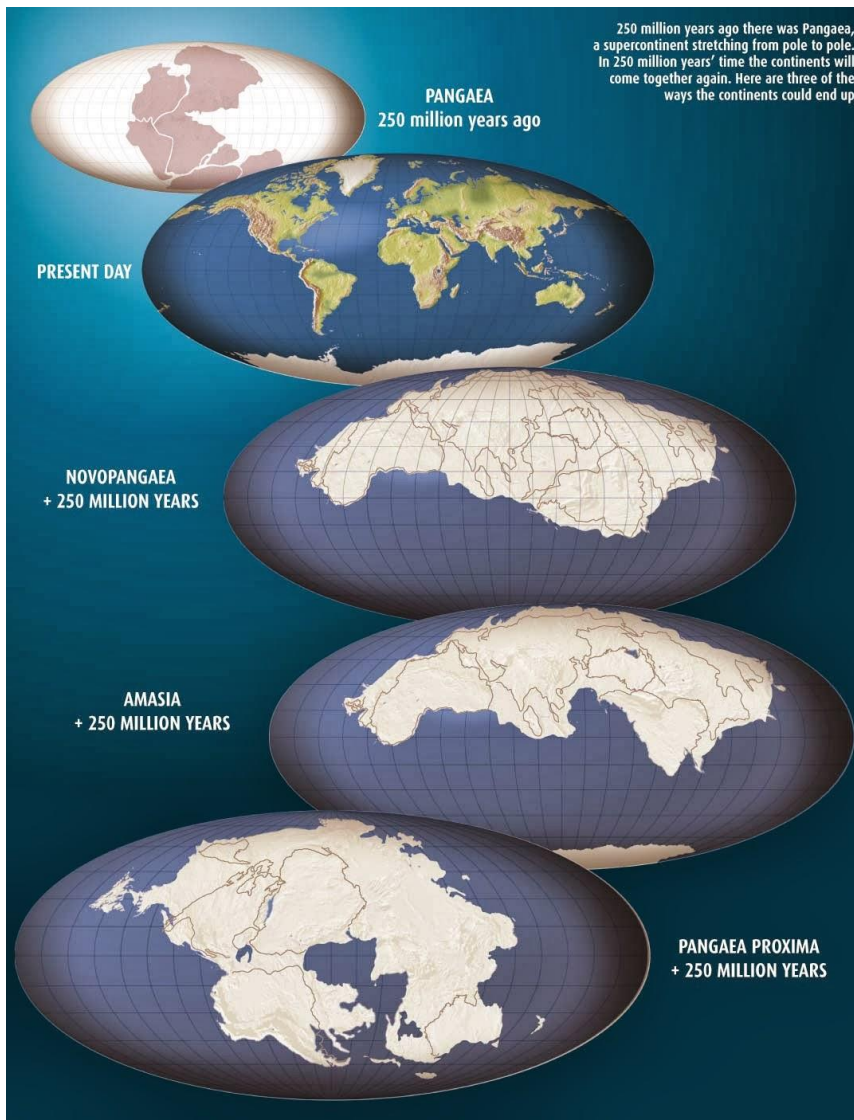 250 million years ago there was Pangaea,
a supercontinent stretching from pole to pole.
In 250 million years' time the continents will
come together again. Here are three of the
ways the continents could end up
PANGAEA
250 million years ago
PRESENT DAY
NOVOPANGAEA
+ 250 MILLION YEARS
AMASIA
+ 250 MILLION YEARS
PANGAEA PROXIMA
+ 250 MILLION YEARS